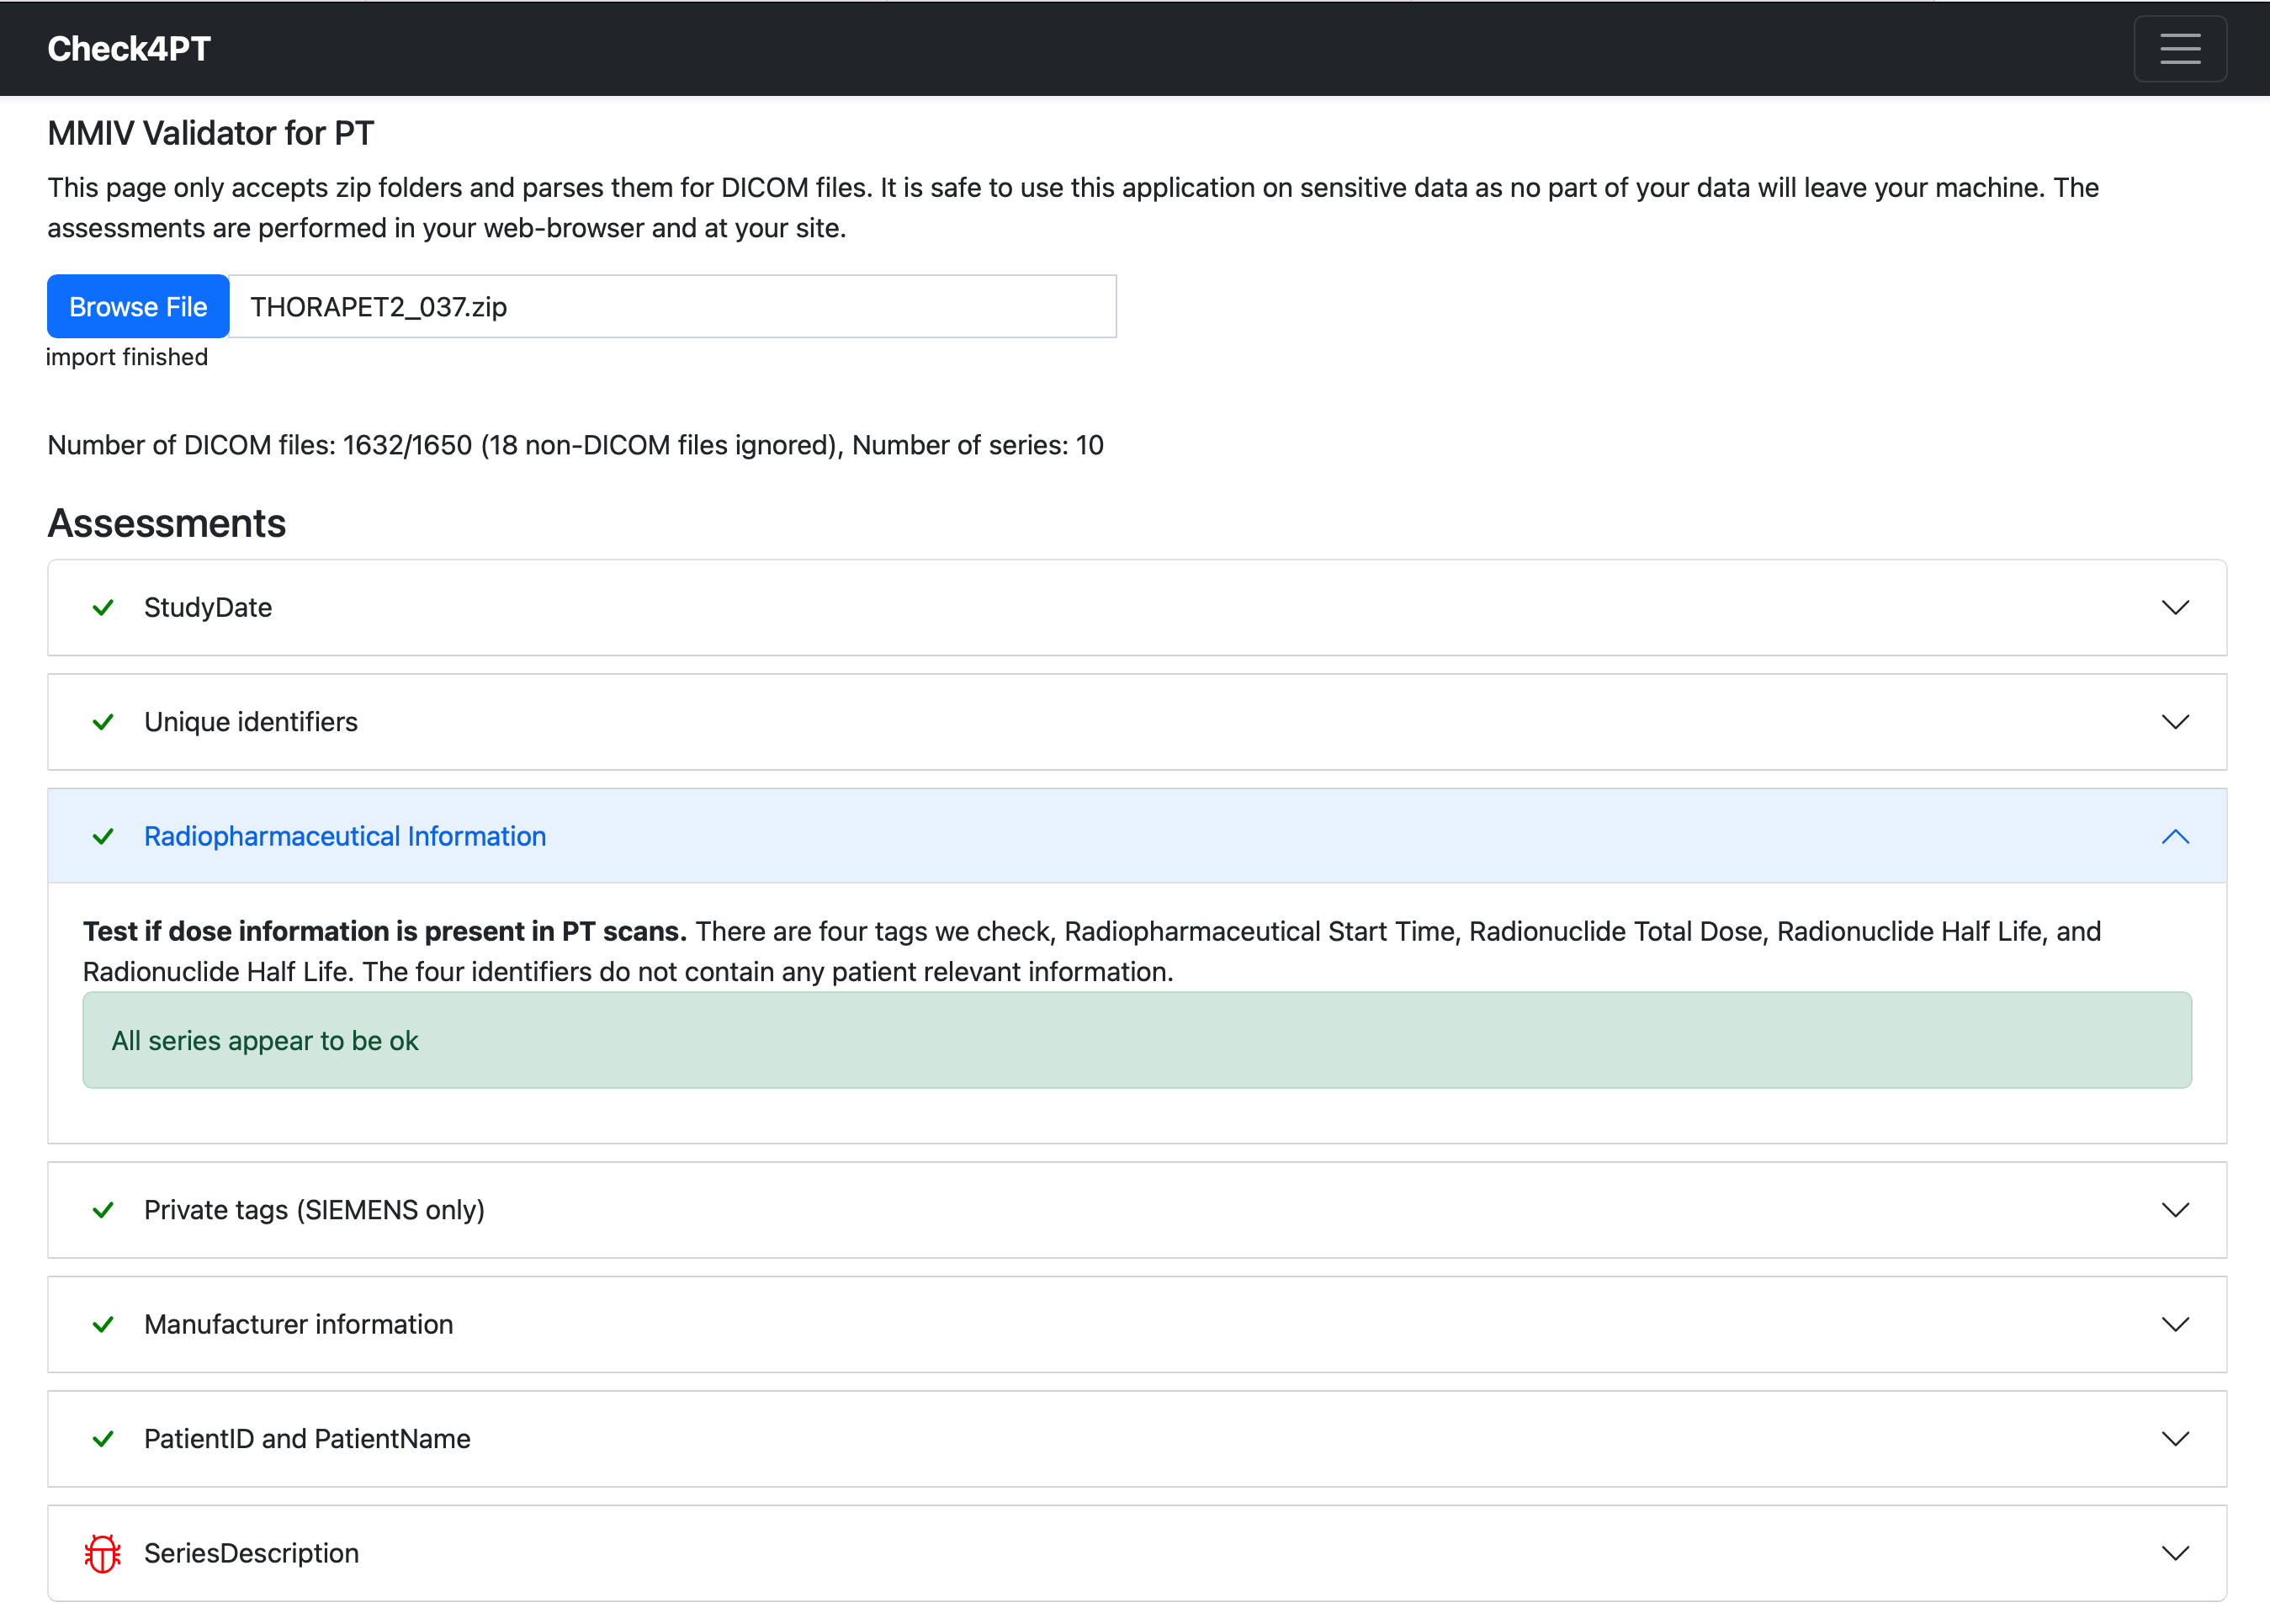 Check4PT
MMIV Validator for PT
This page only accepts zip folders and parses them for DICOM files. It is safe to use this application on sensitive data as no part of your data will leave your machine. The
assessments are performed in your web-browser and at your site.
Browse File THORAPET2_037.zip
import finished
Number of DICOM files: 1632/1650 (18 non-DICOM files ignored), Number of series: 10
Assessments
StudyDate
Unique identifiers
Radiopharmaceutical Information
Test if dose information is present in PT scans. There are four tags we check, Radiopharmaceutical Start Time, Radionuclide Total Dose, Radionuclide Half Life, and
Radionuclide Half Life. The four identifiers do not contain any patient relevant information.
All series appear to be ok
Private tags (SIEMENS only)
Manufacturer information
PatientID and PatientName
SeriesDescription